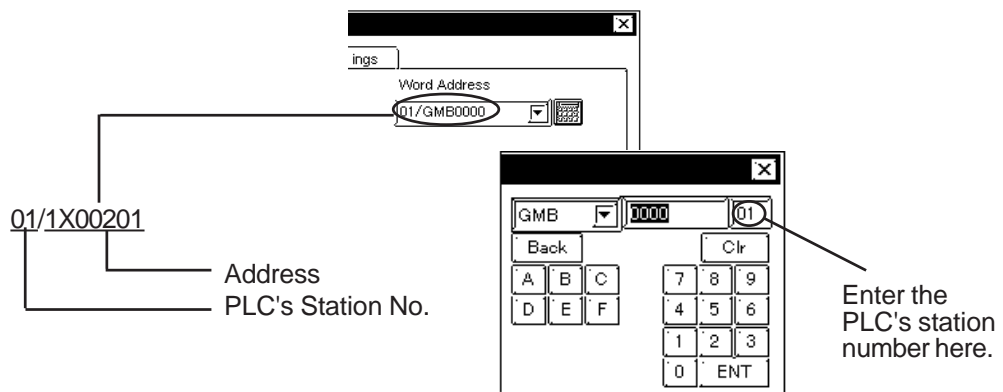 ings
Word Address
01/GMB0000
GMB 0000 01
Back Clr
A B C 7 8 9
D E F 4 5 6
1 2 3
0 ENT
01/1X00201
Address
PLC's Station No.
Enter the
PLC's station
number here.